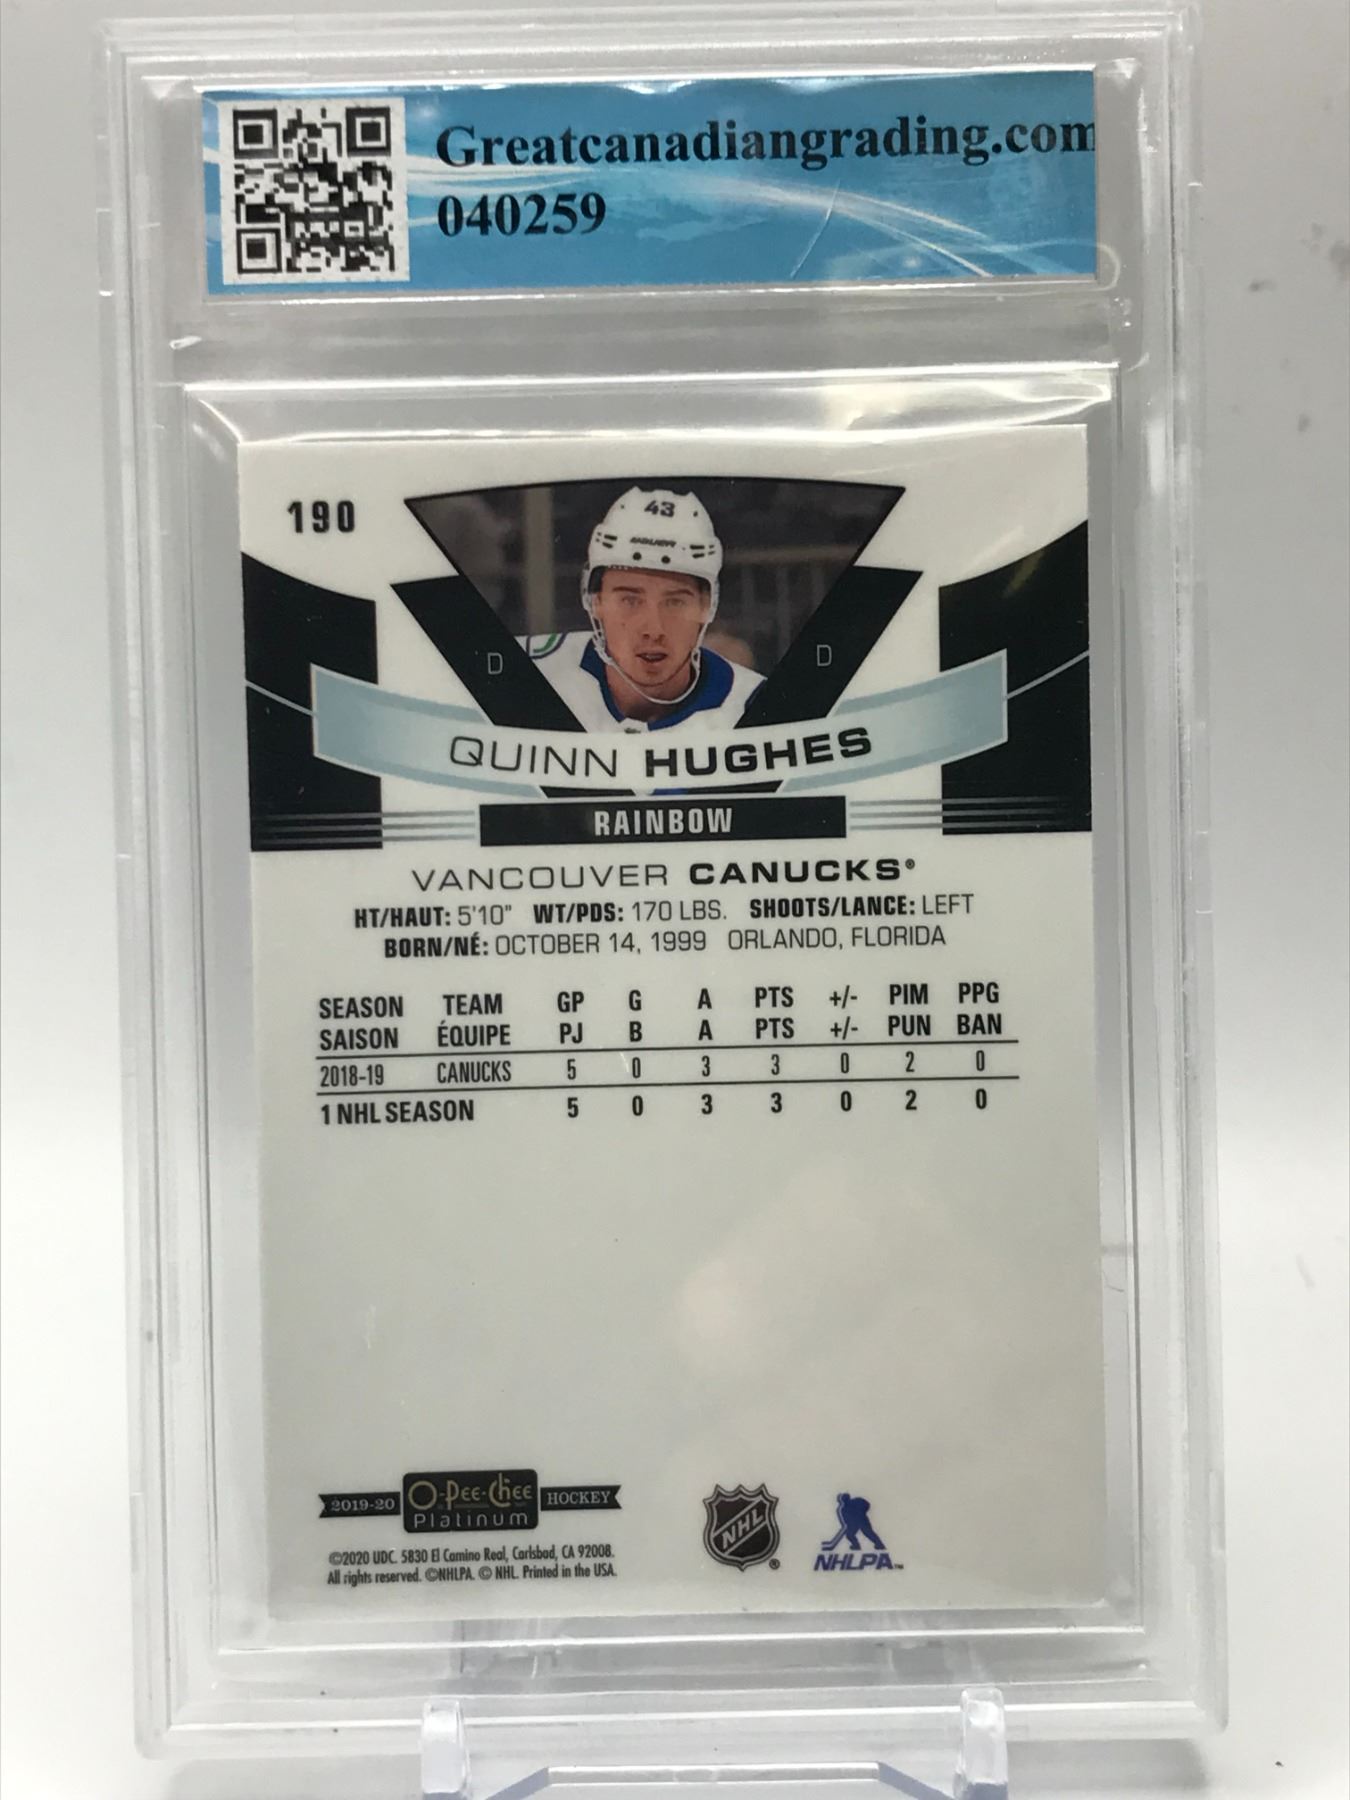 Greatcanadiangrading.com
040259
190
43
BAUER
D D
QUINN HUGHES
RAINBOW
VANCOUVER CANUCKS®
HT/HAUT: 5'10" WT/PDS: 170 LBS. SHOOTS/LANCE: LEFT
BORN/NÉ: OCTOBER 14, 1999 ORLANDO, FLORIDA
SEASON TEAM GP G A PTS +/- PIM PPG
SAISON ÉQUIPE PJ B A PTS +/- PUN BAN
2018-19 CANUCKS 5 0 3 3 0 2 0
1 NHL SEASON 5 0 3 3 0 2 0
2019-20 O-Pee-Chee HOCKEY
Platinum
NHL ®
NHLPA™
©2020 UDC. 5830 El Camino Real, Carlsbad, CA 92008.
All rights reserved. ©NHLPA. © NHL. Printed in the USA.